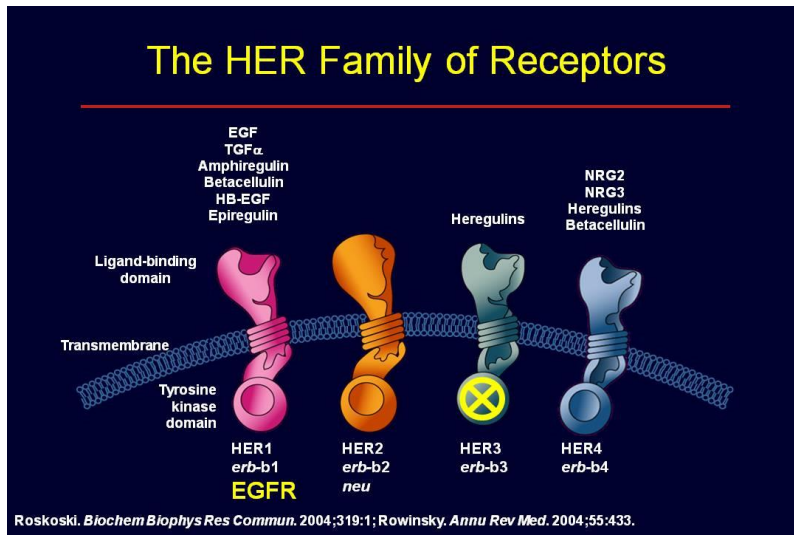 The HER Family of Receptors
EGF
TGFα
Amphiregulin
Betacellulin
HB-EGF
Epiregulin
Heregulins
NRG2
NRG3
Heregulins
Betacellulin
Ligand-binding
domain
Transmembrane
Tyrosine
kinase
domain
HER1
erb-b1
EGFR
HER2
erb-b2
neu
HER3
erb-b3
HER4
erb-b4
Roskoski. Biochem Biophys Res Commun. 2004;319:1; Rowinsky. Annu Rev Med. 2004;55:433.